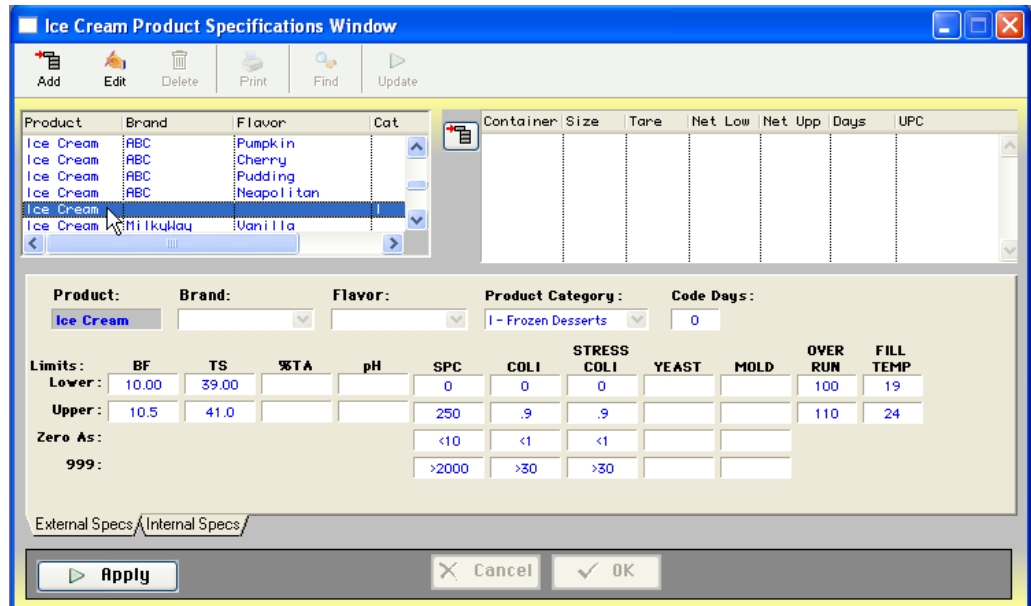 Ice Cream Product Specifications Window
Add Edit Delete Print Find Update
Product Brand Flavor Cat
Ice Cream ABC Pumpkin
Ice Cream ABC Cherry
Ice Cream ABC Pudding
Ice Cream ABC Neapolitan
Ice Cream I
Ice Cream MilkyWay Vanilla
Container Size Tare Net Low Net Upp Days UPC
Product: Brand: Flavor: Product Category: Code Days:
Ice Cream I - Frozen Desserts 0
Limits: BF TS %TA pH SPC COLI STRESS COLI YEAST MOLD OVER RUN FILL TEMP
Lower: 10.00 39.00 0 0 0 100 19
Upper: 10.5 41.0 250 .9 .9 110 24
Zero As: <10 <1 <1
999: >2000 >30 >30
External Specs Internal Specs
Apply Cancel OK